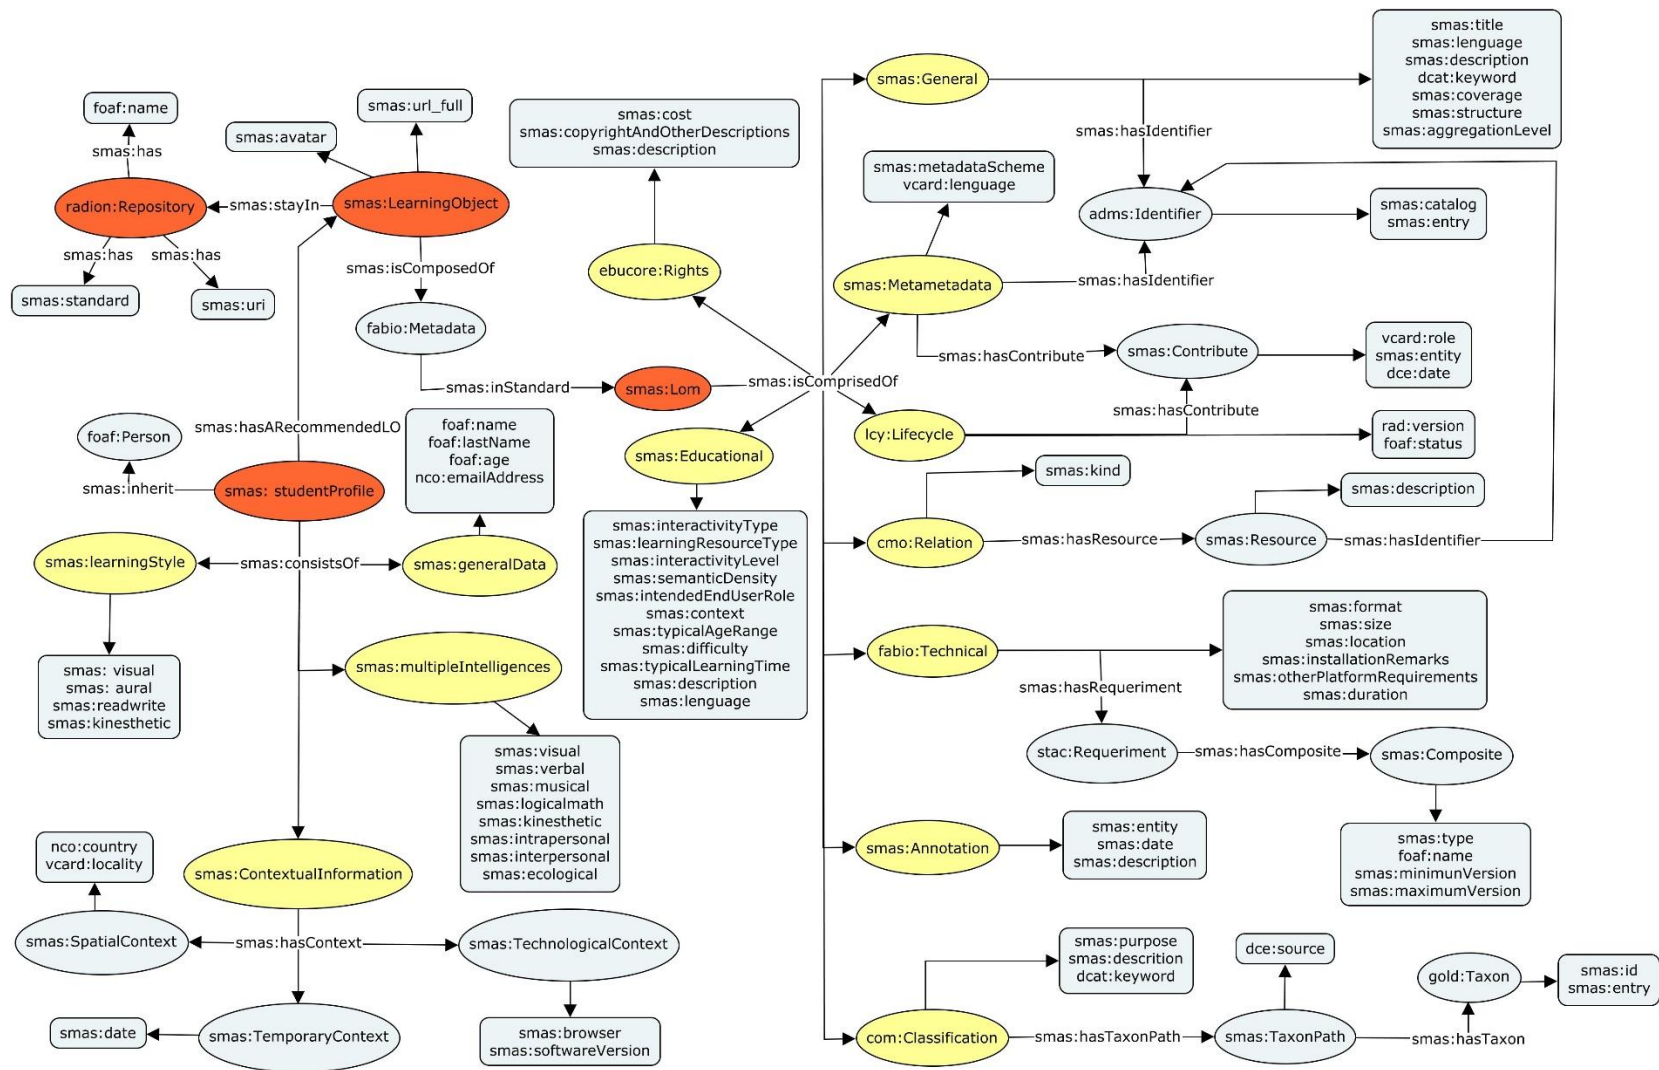 foaf:name
smas:has
radion:Repository
smas:has
smas:has
smas:standard
smas:uri
smas:avatar
smas:url_full
smas:stayIn
smas:LearningObject
smas:isComposedOf
fabio:Metadata
smas:inStandard
smas:Lom
smas:isComprisedOf
smas:hasARecommendedLO
foaf:Person
smas:inherit
smas: studentProfile
foaf:name
foaf:lastName
foaf:age
nco:emailAddress
smas:learningStyle
smas:consistsOf
smas:generalData
smas: visual
smas: aural
smas:readwrite
smas:kinesthetic
smas:multipleIntelligences
smas:visual
smas:verbal
smas:musical
smas:logicalmath
smas:kinesthetic
smas:intrapersonal
smas:interpersonal
smas:ecological
smas:ContextualInformation
nco:country
vcard:locality
smas:SpatialContext
smas:hasContext
smas:TechnologicalContext
smas:date
smas:TemporaryContext
smas:browser
smas:softwareVersion
smas:cost
smas:copyrightAndOtherDescriptions
smas:description
ebucore:Rights
smas:Educational
smas:interactivityType
smas:learningResourceType
smas:interactivityLevel
smas:semanticDensity
smas:intendedEndUserRole
smas:context
smas:typicalAgeRange
smas:difficulty
smas:typicalLearningTime
smas:description
smas:lenguage
smas:General
smas:title
smas:lenguage
smas:description
dcat:keyword
smas:coverage
smas:structure
smas:aggregationLevel
smas:hasIdentifier
smas:metadataScheme
vcard:lenguage
adms:Identifier
smas:catalog
smas:entry
smas:Metametadata
smas:hasIdentifier
smas:hasContribute
smas:Contribute
vcard:role
smas:entity
dce:date
smas:hasContribute
lcy:Lifecycle
rad:version
foaf:status
smas:kind
smas:description
cmo:Relation
smas:hasResource
smas:Resource
smas:hasIdentifier
fabio:Technical
smas:format
smas:size
smas:location
smas:installationRemarks
smas:otherPlatformRequirements
smas:duration
smas:hasRequeriment
stac:Requeriment
smas:hasComposite
smas:Composite
smas:type
foaf:name
smas:minimunVersion
smas:maximumVersion
smas:Annotation
smas:entity
smas:date
smas:description
smas:purpose
smas:descrition
dcat:keyword
com:Classification
smas:hasTaxonPath
dce:source
smas:TaxonPath
smas:hasTaxon
gold:Taxon
smas:id
smas:entry